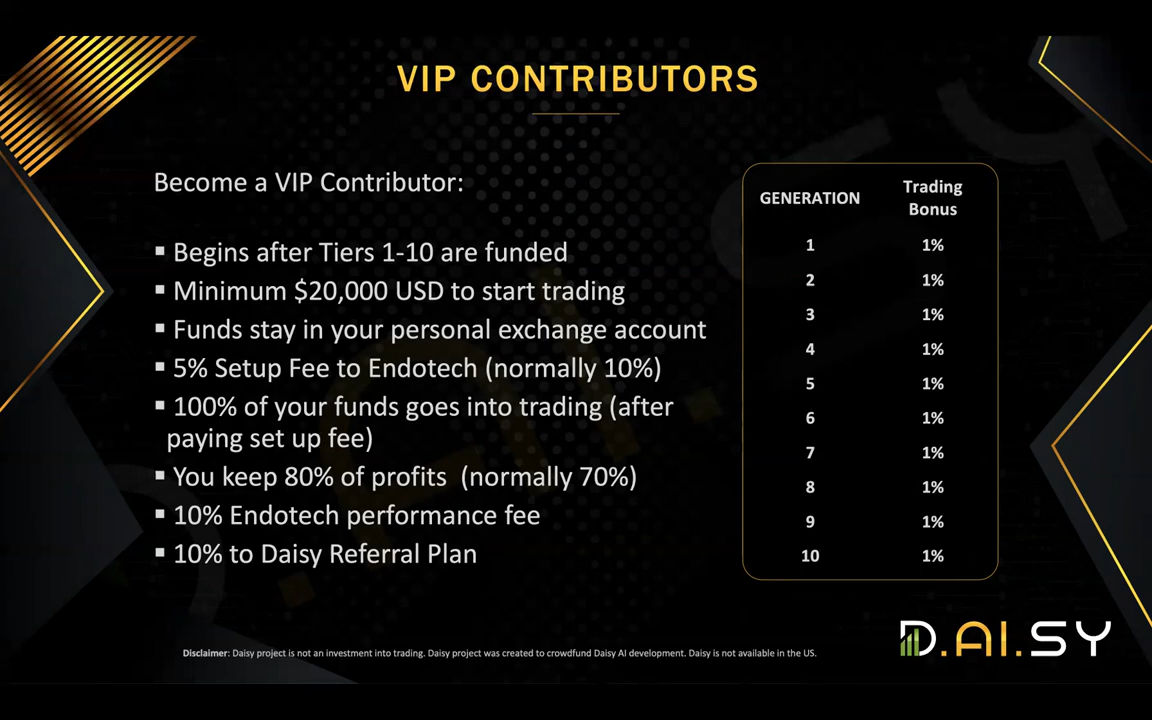 VIP CONTRIBUTORS
Become a VIP Contributor:
▪ Begins after Tiers 1-10 are funded
▪ Minimum $20,000 USD to start trading
▪ Funds stay in your personal exchange account
▪ 5% Setup Fee to Endotech (normally 10%)
▪ 100% of your funds goes into trading (after
paying set up fee)
▪ You keep 80% of profits (normally 70%)
▪ 10% Endotech performance fee
▪ 10% to Daisy Referral Plan
GENERATION Trading
Bonus
1 1%
2 1%
3 1%
4 1%
5 1%
6 1%
7 1%
8 1%
9 1%
10 1%
D.AI.SY
Disclaimer: Daisy project is not an investment into trading. Daisy project was created to crowdfund Daisy AI development. Daisy is not available in the US.